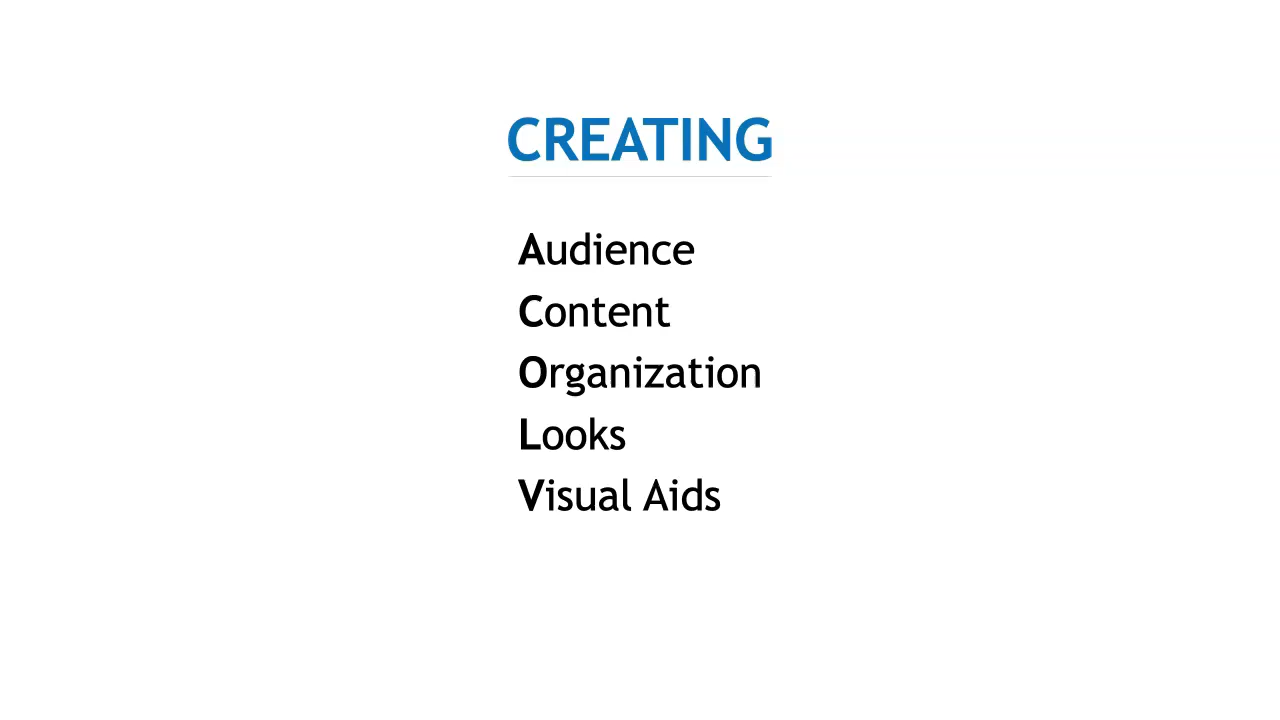 CREATING
Audience
Content
Organization
Looks
Visual Aids